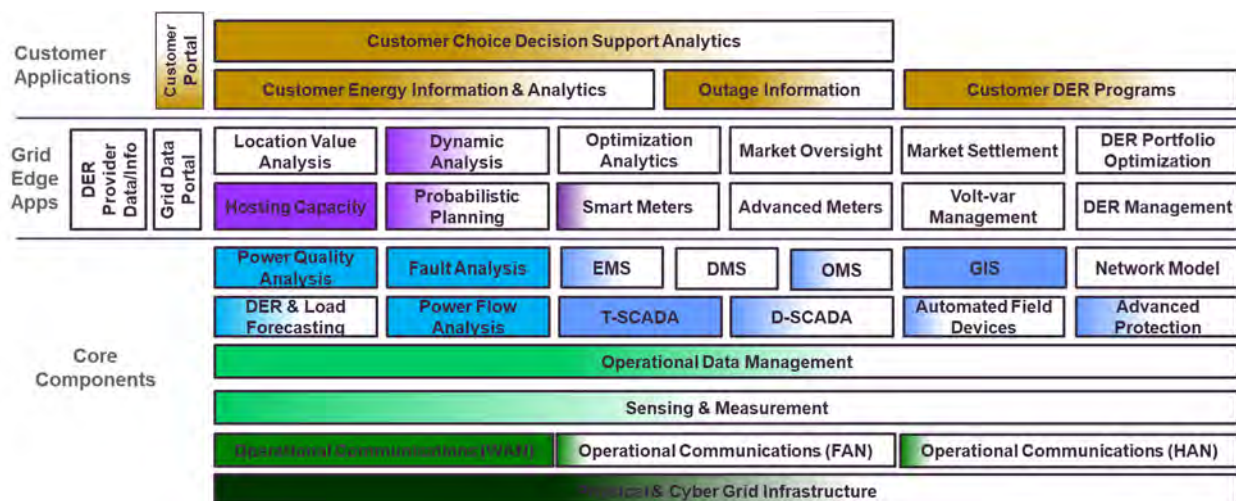 Customer
Applications
Customer
Portal
Customer Choice Decision Support Analytics
Customer Energy Information & Analytics
Outage Information
Customer DER Programs
Grid
Edge
Apps
DER
Provider
Data/Info
Grid Data
Portal
Location Value
Analysis
Dynamic
Analysis
Optimization
Analytics
Market Oversight
Market Settlement
DER Portfolio
Optimization
Hosting Capacity
Probabilistic
Planning
Smart Meters
Advanced Meters
Volt-var
Management
DER Management
Core
Components
Power Quality
Analysis
Fault Analysis
EMS
DMS
OMS
GIS
Network Model
DER & Load
Forecasting
Power Flow
Analysis
T-SCADA
D-SCADA
Automated Field
Devices
Advanced
Protection
Operational Data Management
Sensing & Measurement
Operational Communications (WAN)
Operational Communications (FAN)
Operational Communications (HAN)
Physical & Cyber Grid Infrastructure